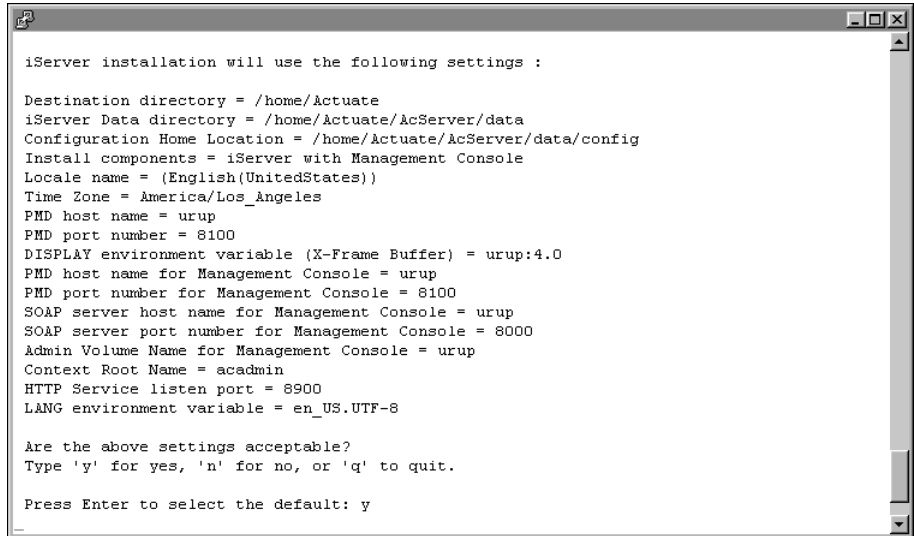 iServer installation will use the following settings :
Destination directory = /home/Actuate
iServer Data directory = /home/Actuate/AcServer/data
Configuration Home Location = /home/Actuate/AcServer/data/config
Install components = iServer with Management Console
Locale name = (English(UnitedStates))
Time Zone = America/Los_Angeles
PMD host name = urup
PMD port number = 8100
DISPLAY environment variable (X-Frame Buffer) = urup:4.0
PMD host name for Management Console = urup
PMD port number for Management Console = 8100
SOAP server host name for Management Console = urup
SOAP server port number for Management Console = 8000
Admin Volume Name for Management Console = urup
Context Root Name = acadmin
HTTP Service listen port = 8900
LANG environment variable = en_US.UTF-8
Are the above settings acceptable?
Type 'y' for yes, 'n' for no, or 'q' to quit.
Press Enter to select the default: y